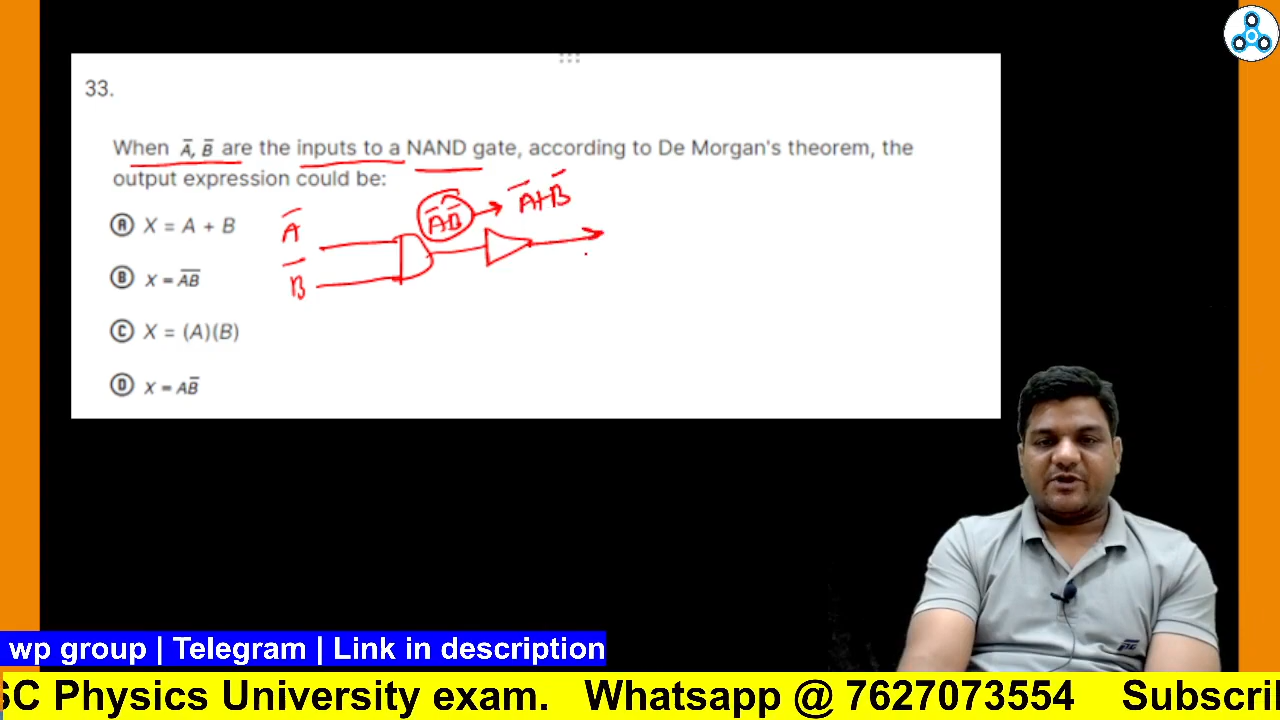 33.
When A̅, B̅ are the inputs to a NAND gate, according to De Morgan's theorem, the
output expression could be:
A X = A + B
B X = A̅B̅
C X = (A)(B)
D X = AB̅
A̅
B̅
A̅B̅
A̅+B̅
wp group | Telegram | Link in description
SC Physics University exam. Whatsapp @ 7627073554 Subscri